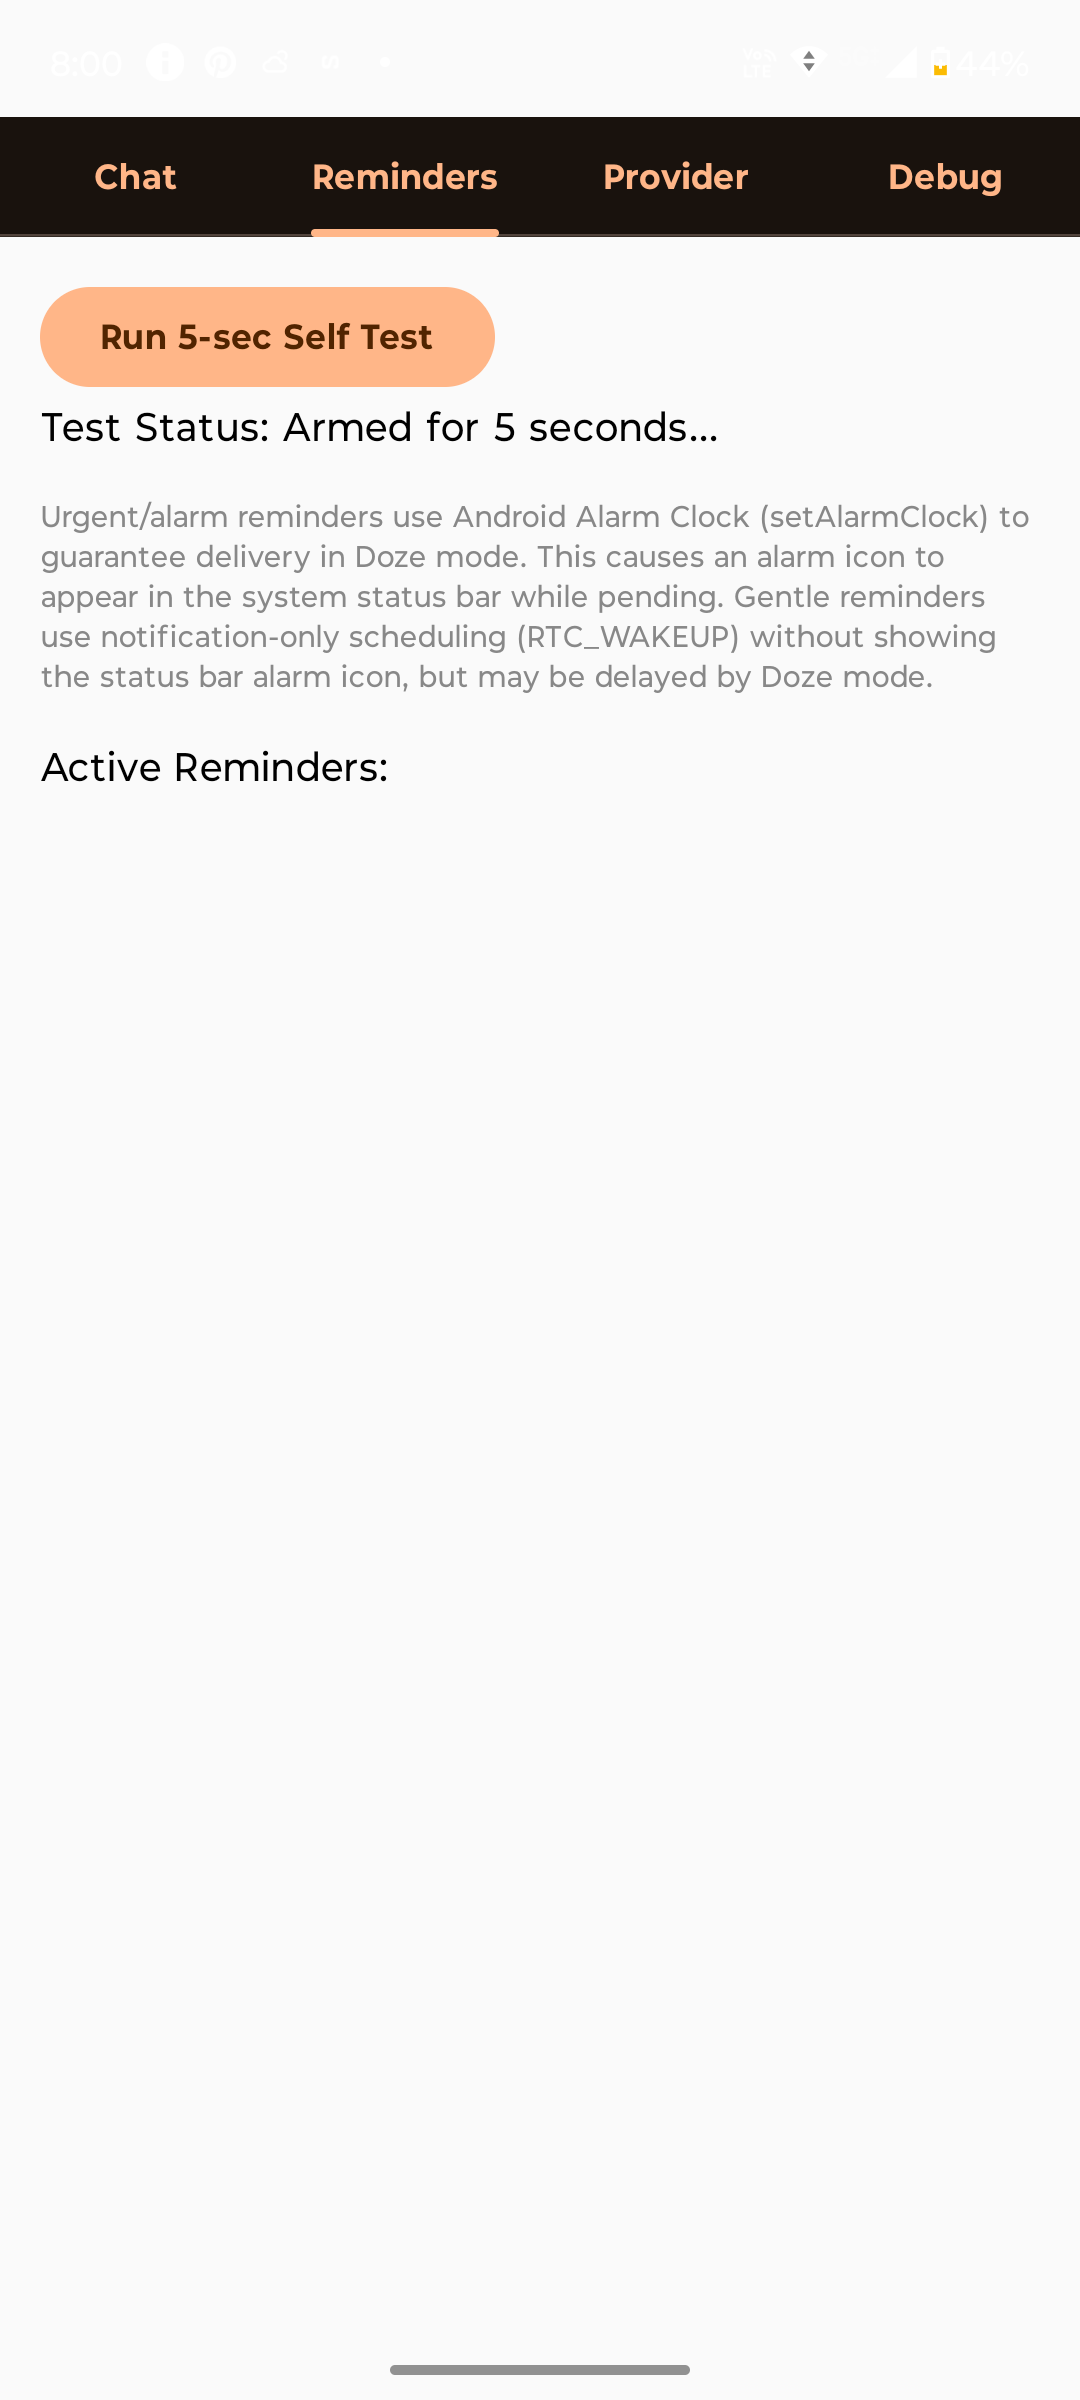 8:00
Vo))
LTE
44%
Chat
Reminders
Provider
Debug
Run 5-sec Self Test
Test Status: Armed for 5 seconds...
Urgent/alarm reminders use Android Alarm Clock (setAlarmClock) to
guarantee delivery in Doze mode. This causes an alarm icon to
appear in the system status bar while pending. Gentle reminders
use notification-only scheduling (RTC_WAKEUP) without showing
the status bar alarm icon, but may be delayed by Doze mode.
Active Reminders: